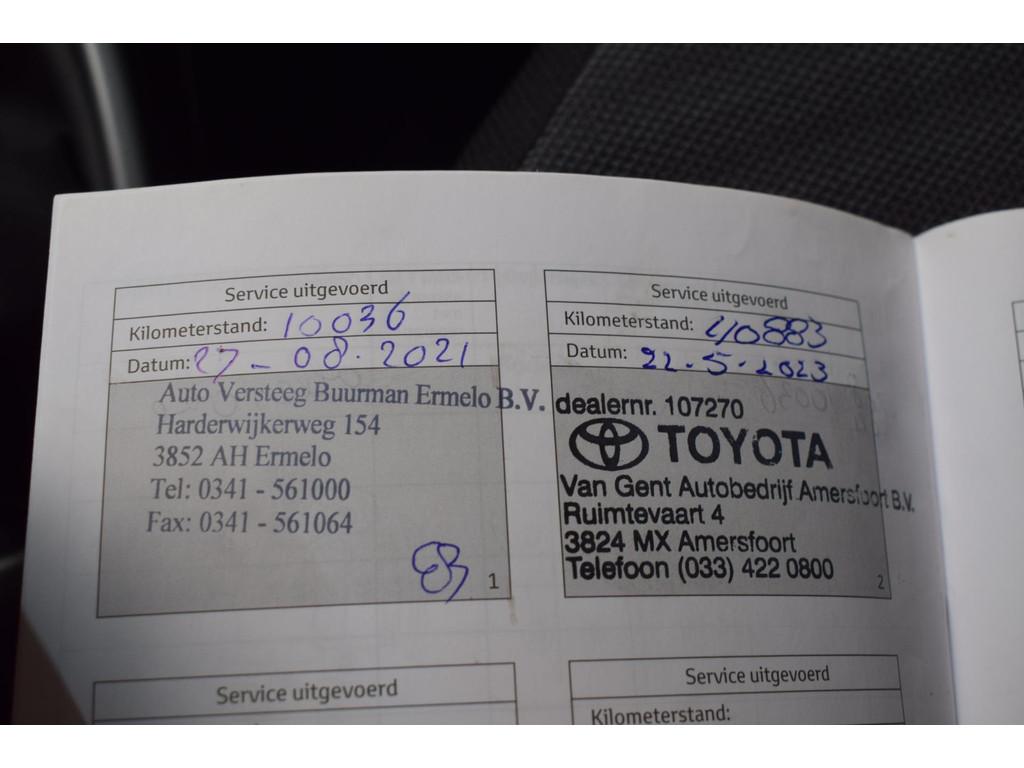 Service uitgevoerd
Kilometerstand: 10036
Datum: 27-08.2021
Auto Versteeg Buurman Ermelo B.V.
Harderwijkerweg 154
3852 AH Ermelo
Tel: 0341 - 561000
Fax: 0341 - 561064
1
Service uitgevoerd
Kilometerstand: 40883
Datum: 22-5-2023
dealernr. 107270
TOYOTA
Van Gent Autobedrijf Amersfoort B.V.
Ruimtevaart 4
3824 MX Amersfoort
Telefoon (033) 422 0800
2
Service uitgevoerd
Service uitgevoerd
Kilometerstand: